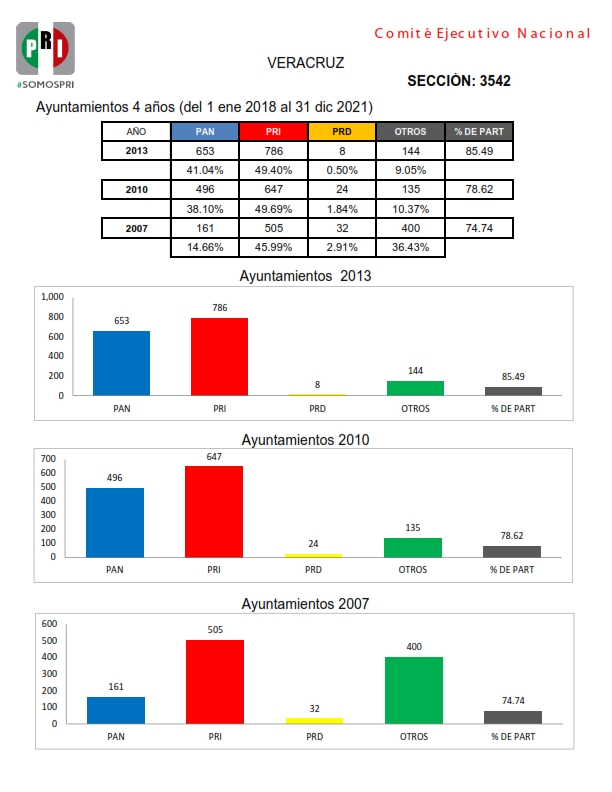 Comité Ejecutivo Nacional
PRI
#SOMOSPRI
VERACRUZ
SECCIÓN: 3542
Ayuntamientos 4 años (del 1 ene 2018 al 31 dic 2021)
AÑO PAN PRI PRD OTROS % DE PART
2013 653 786 8 144 85.49
41.04% 49.40% 0.50% 9.05%
2010 496 647 24 135 78.62
38.10% 49.69% 1.84% 10.37%
2007 161 505 32 400 74.74
14.66% 45.99% 2.91% 36.43%
Ayuntamientos 2013
1,000
800
600
400
200
0
653 786 8 144 85.49
PAN PRI PRD OTROS % DE PART
Ayuntamientos 2010
700
600
500
400
300
200
100
0
496 647 24 135 78.62
PAN PRI PRD OTROS % DE PART
Ayuntamientos 2007
600
500
400
300
200
100
0
161 505 32 400 74.74
PAN PRI PRD OTROS % DE PART